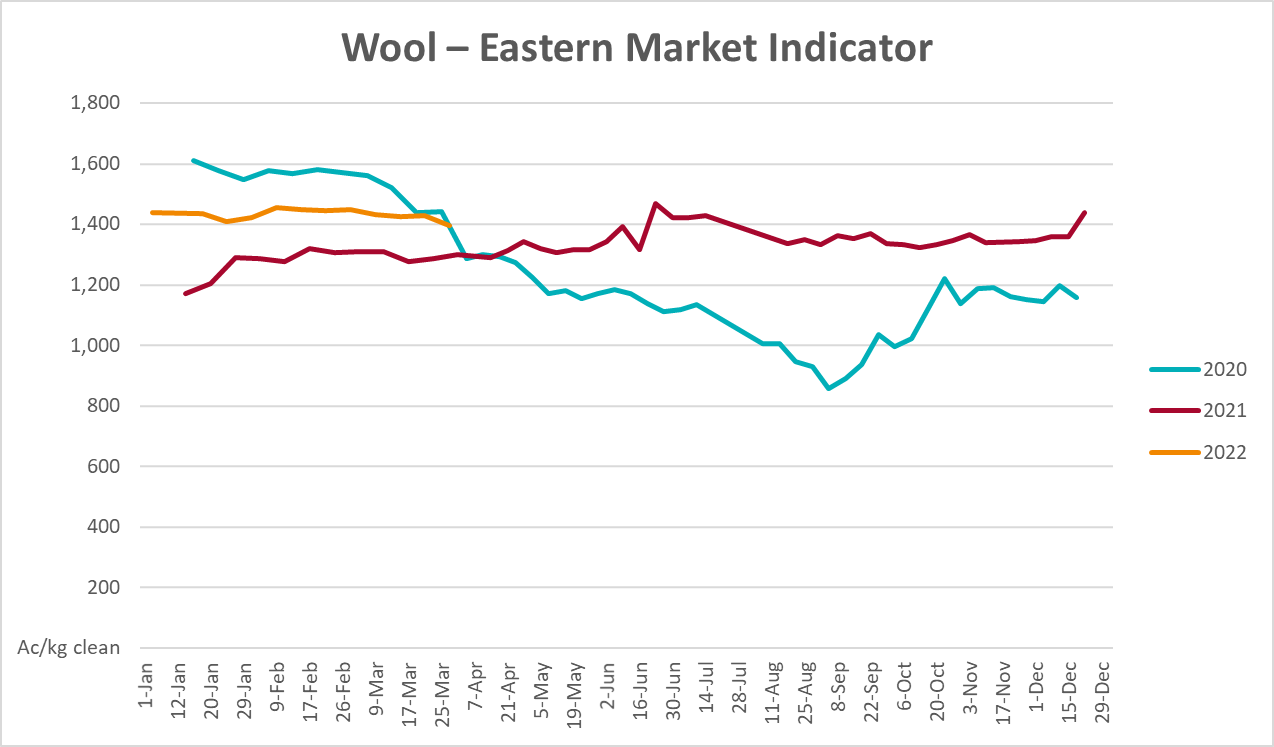 Wool – Eastern Market Indicator
1,800
1,600
1,400
1,200
1,000
800
600
400
200
Ac/kg clean
1-Jan
12-Jan
20-Jan
29-Jan
9-Feb
17-Feb
26-Feb
9-Mar
17-Mar
25-Mar
7-Apr
21-Apr
5-May
19-May
2-Jun
16-Jun
30-Jun
14-Jul
28-Jul
11-Aug
25-Aug
8-Sep
22-Sep
6-Oct
20-Oct
3-Nov
17-Nov
1-Dec
15-Dec
29-Dec
2020
2021
2022